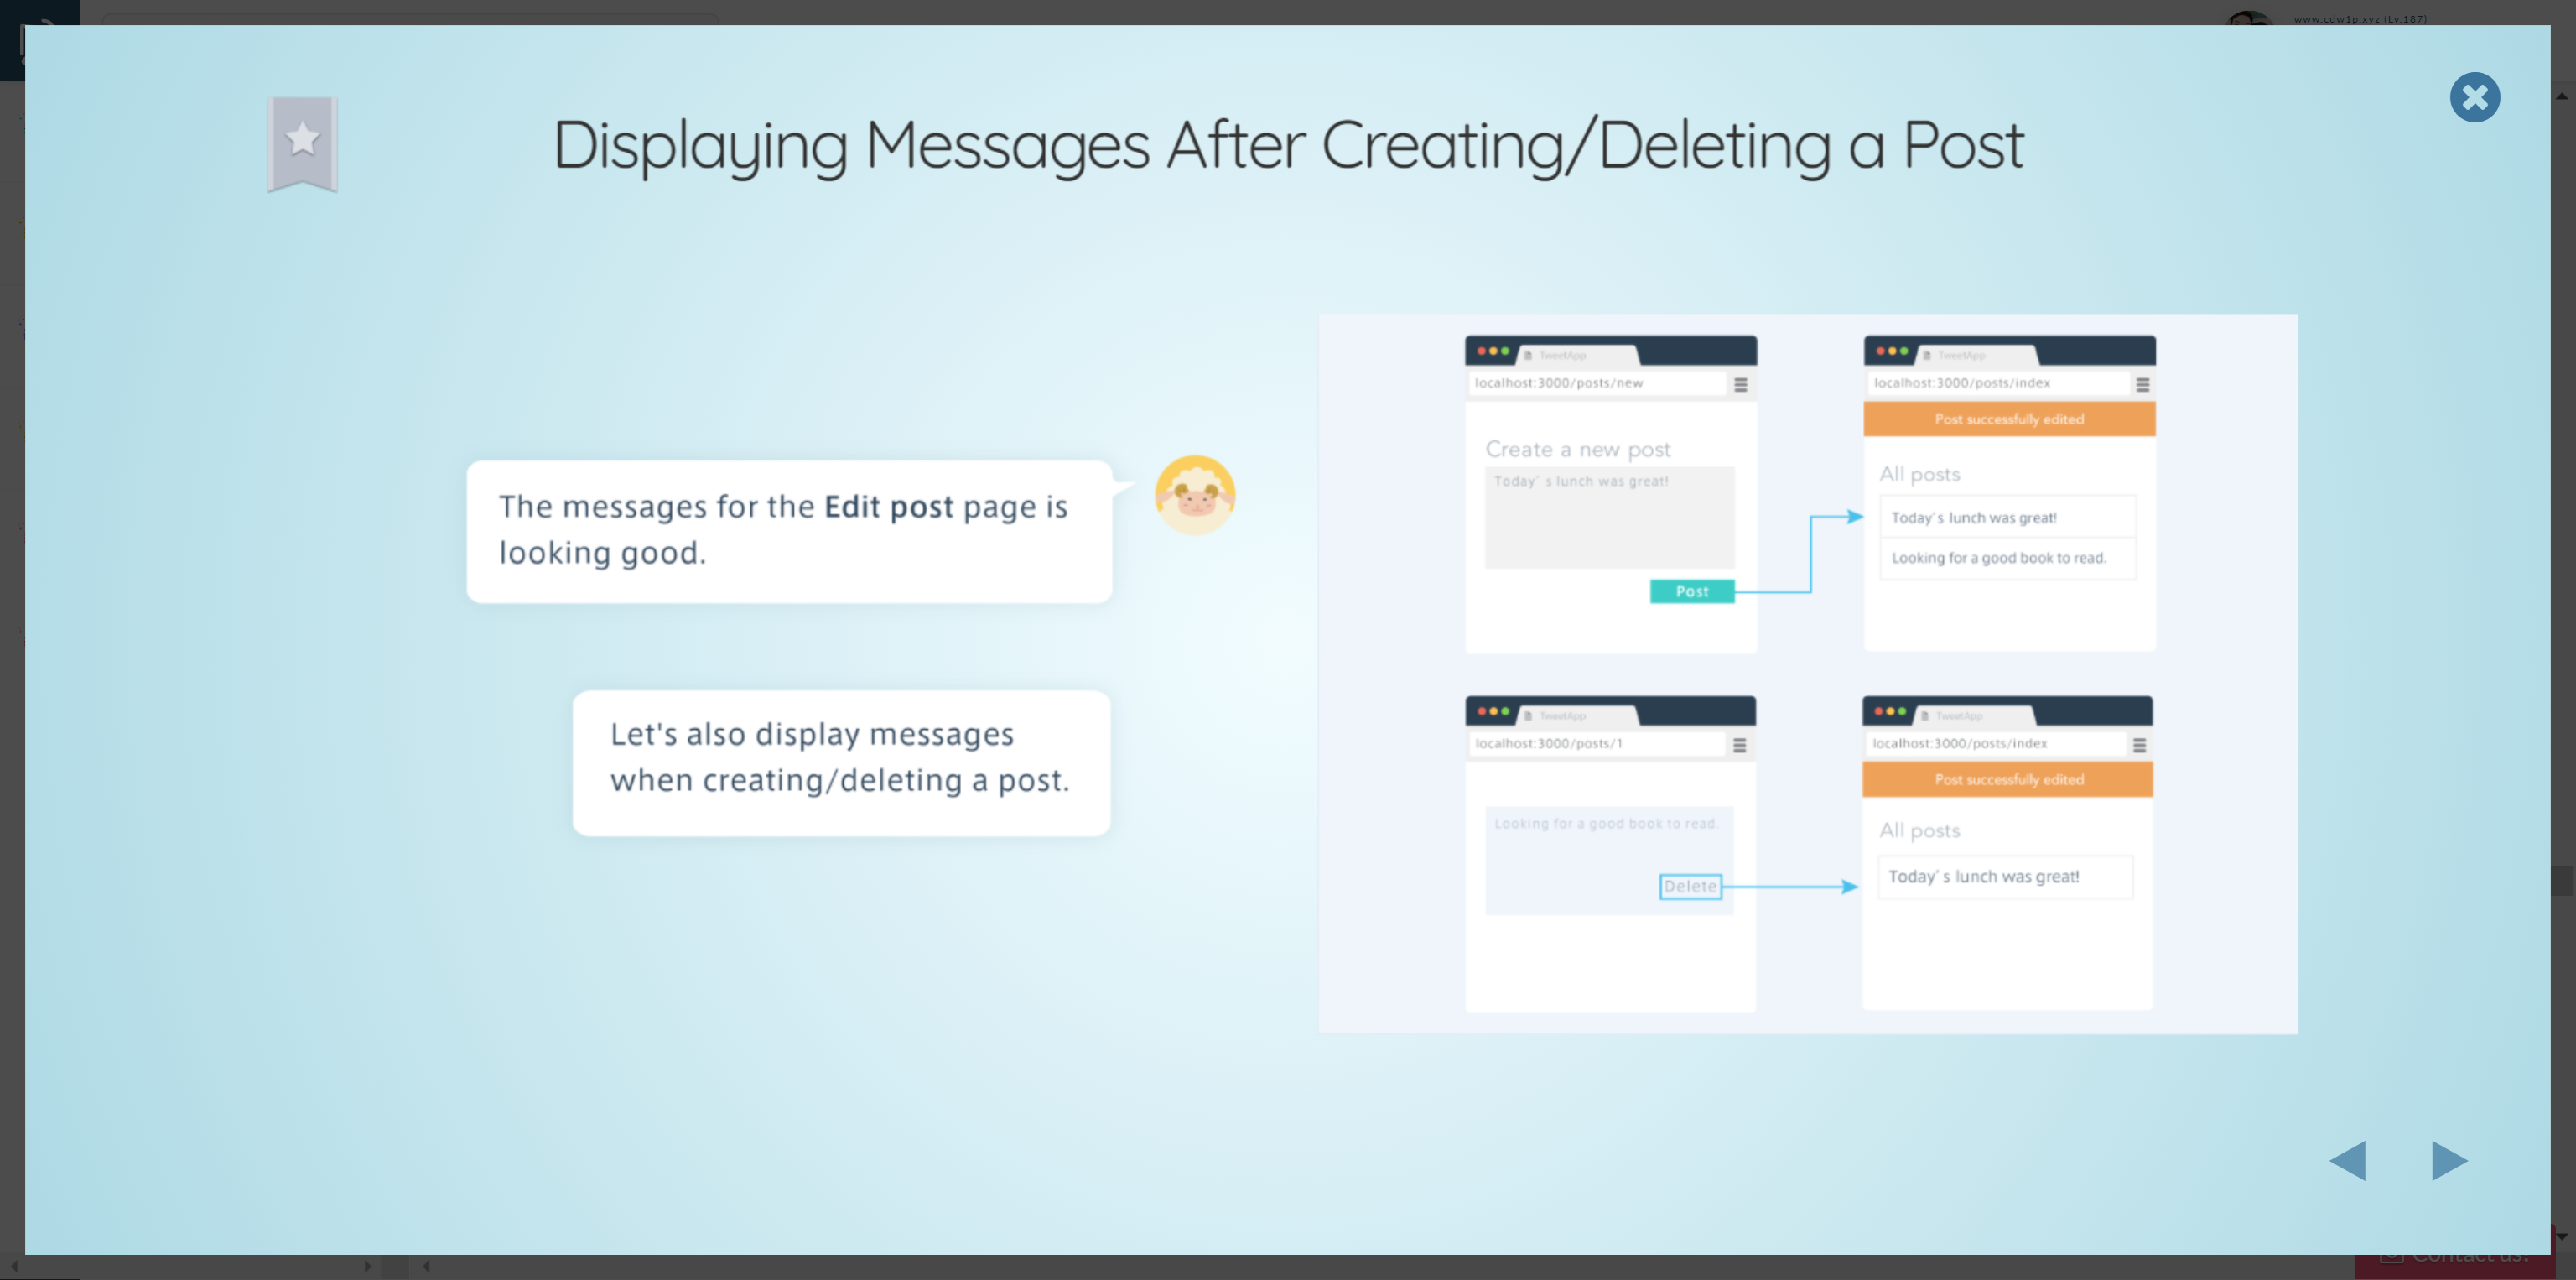 www.cdw1p.xyz (Lv.187)
Displaying Messages After Creating/Deleting a Post
The messages for the Edit post page is
looking good.
Let's also display messages
when creating/deleting a post.
TweetApp
localhost:3000/posts/new
Create a new post
Today´s lunch was great!
Post
TweetApp
localhost:3000/posts/index
Post successfully edited
All posts
Today´s lunch was great!
Looking for a good book to read.
TweetApp
localhost:3000/posts/1
Looking for a good book to read.
Delete
TweetApp
localhost:3000/posts/index
Post successfully edited
All posts
Today´s lunch was great!
Contact us!